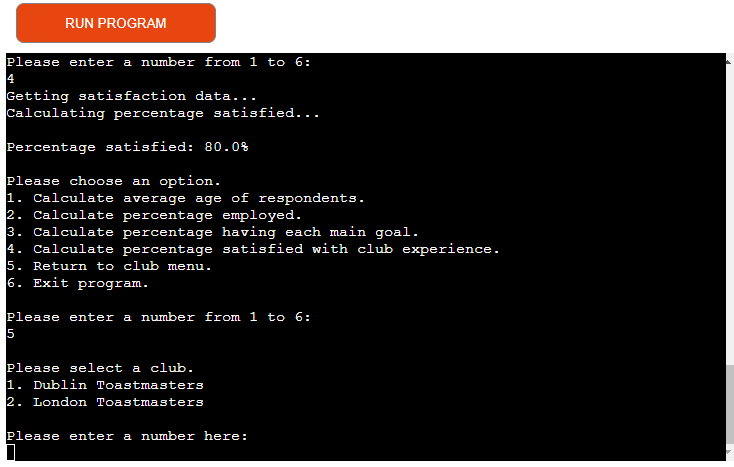 RUN PROGRAM
Please enter a number from 1 to 6:
4
Getting satisfaction data...
Calculating percentage satisfied...
Percentage satisfied: 80.0%
Please choose an option.
1. Calculate average age of respondents.
2. Calculate percentage employed.
3. Calculate percentage having each main goal.
4. Calculate percentage satisfied with club experience.
5. Return to club menu.
6. Exit program.
Please enter a number from 1 to 6:
5
Please select a club.
1. Dublin Toastmasters
2. London Toastmasters
Please enter a number here: